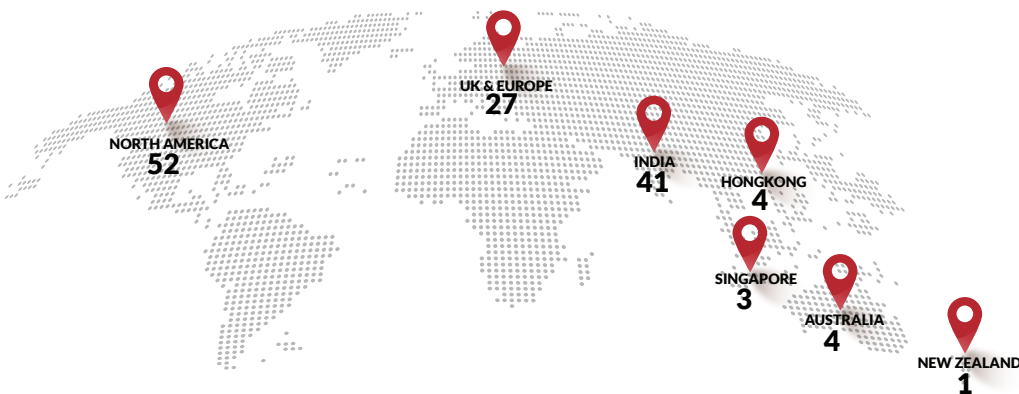 UK & EUROPE
27
NORTH AMERICA
52
INDIA
41
HONGKONG
4
SINGAPORE
3
AUSTRALIA
4
NEW ZEALAND
1